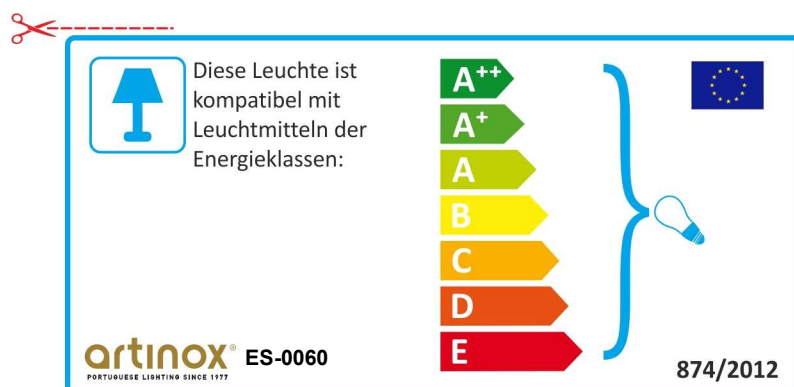 Diese Leuchte ist
kompatibel mit
Leuchtmitteln der
Energieklassen:
A++
A+
A
B
C
D
E
artinox® ES-0060
PORTUGUESE LIGHTING SINCE 1977
874/2012